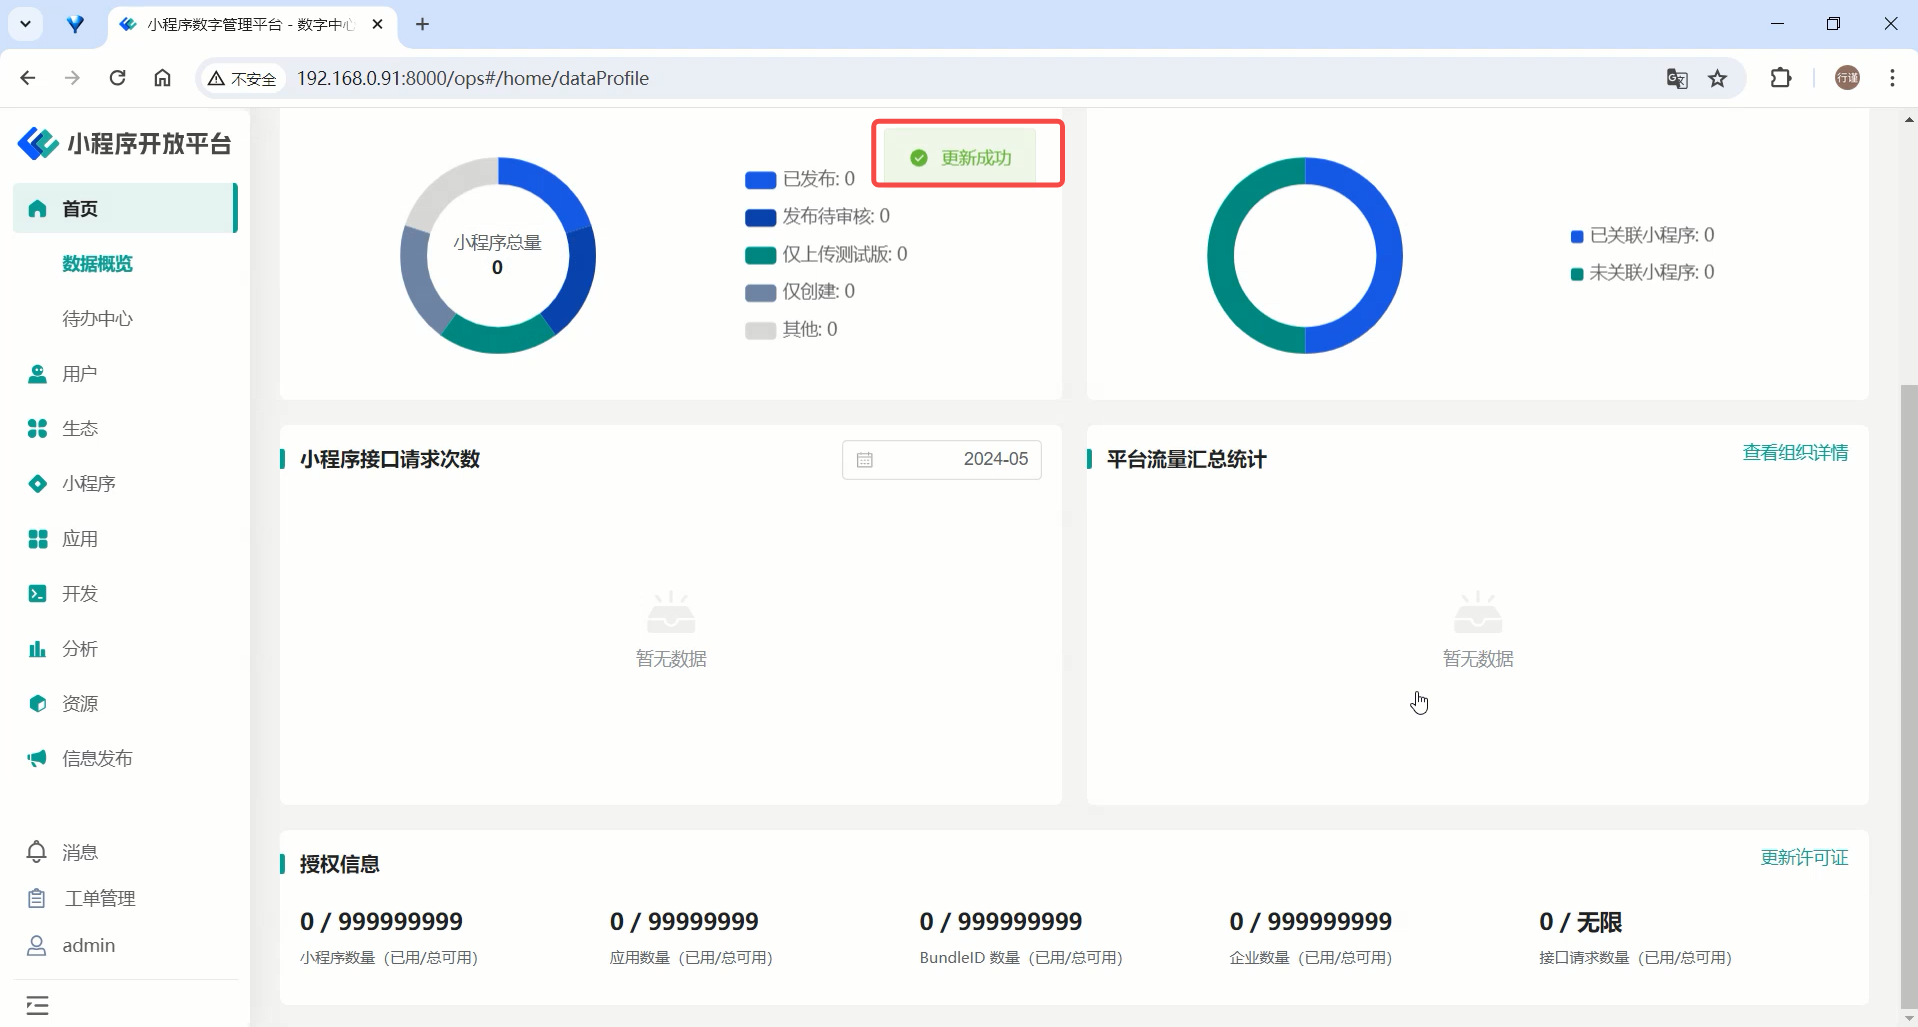 小程序数字管理平台 - 数字中心
不安全
192.168.0.91:8000/ops#/home/dataProfile
行谨
小程序开放平台
首页
数据概览
待办中心
用户
生态
小程序
应用
开发
分析
资源
信息发布
消息
工单管理
admin
更新成功
小程序总量
0
已发布: 0
发布待审核: 0
仅上传测试版: 0
仅创建: 0
其他: 0
已关联小程序: 0
未关联小程序: 0
小程序接口请求次数
2024-05
暂无数据
平台流量汇总统计
查看组织详情
暂无数据
授权信息
更新许可证
0 / 999999999
小程序数量（已用/总可用）
0 / 99999999
应用数量（已用/总可用）
0 / 999999999
BundleID 数量（已用/总可用）
0 / 999999999
企业数量（已用/总可用）
0 / 无限
接口请求数量（已用/总可用）